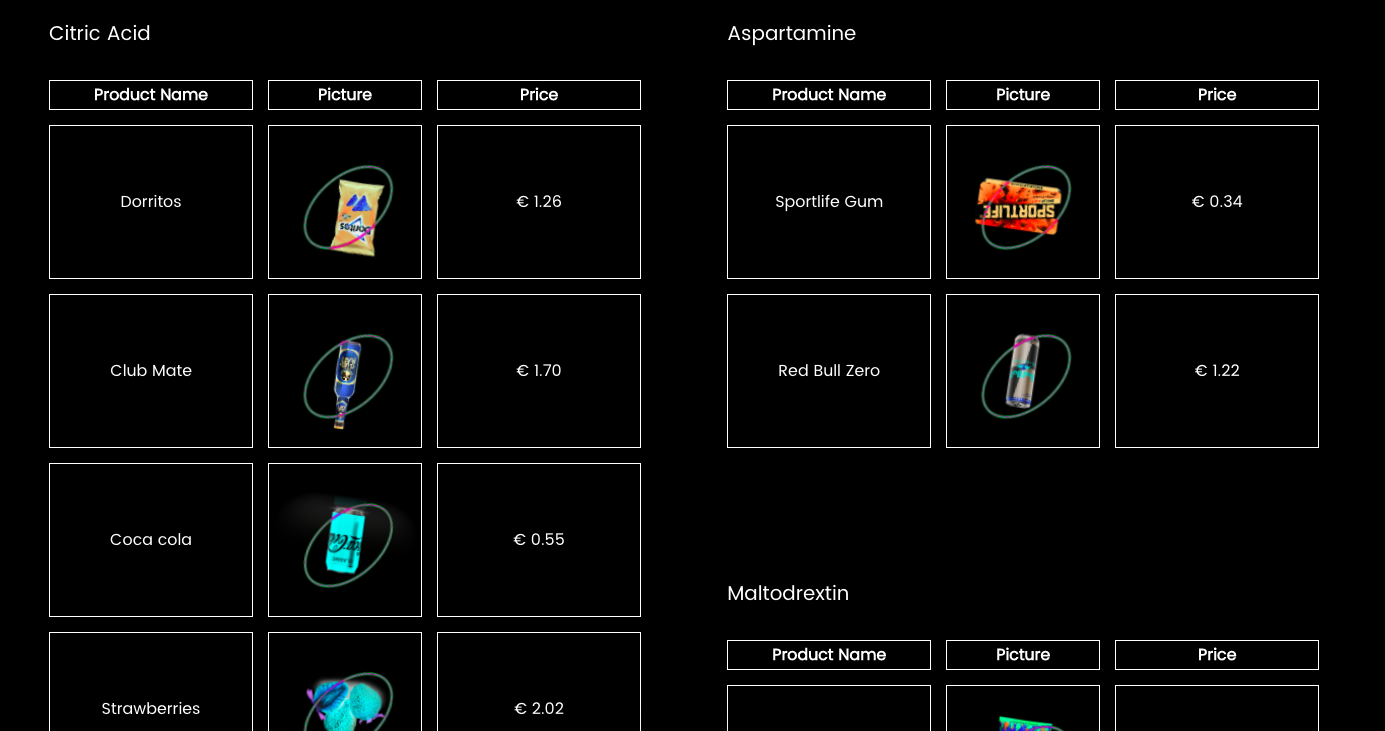 Citric Acid
Product Name Picture Price
Dorritos € 1.26
Doritos
Club Mate € 1.70
Coca cola € 0.55
Strawberries € 2.02
Aspartamine
Product Name Picture Price
Sportlife Gum € 0.34
SPORTLIFE
Red Bull Zero € 1.22
Maltodrextin
Product Name Picture Price